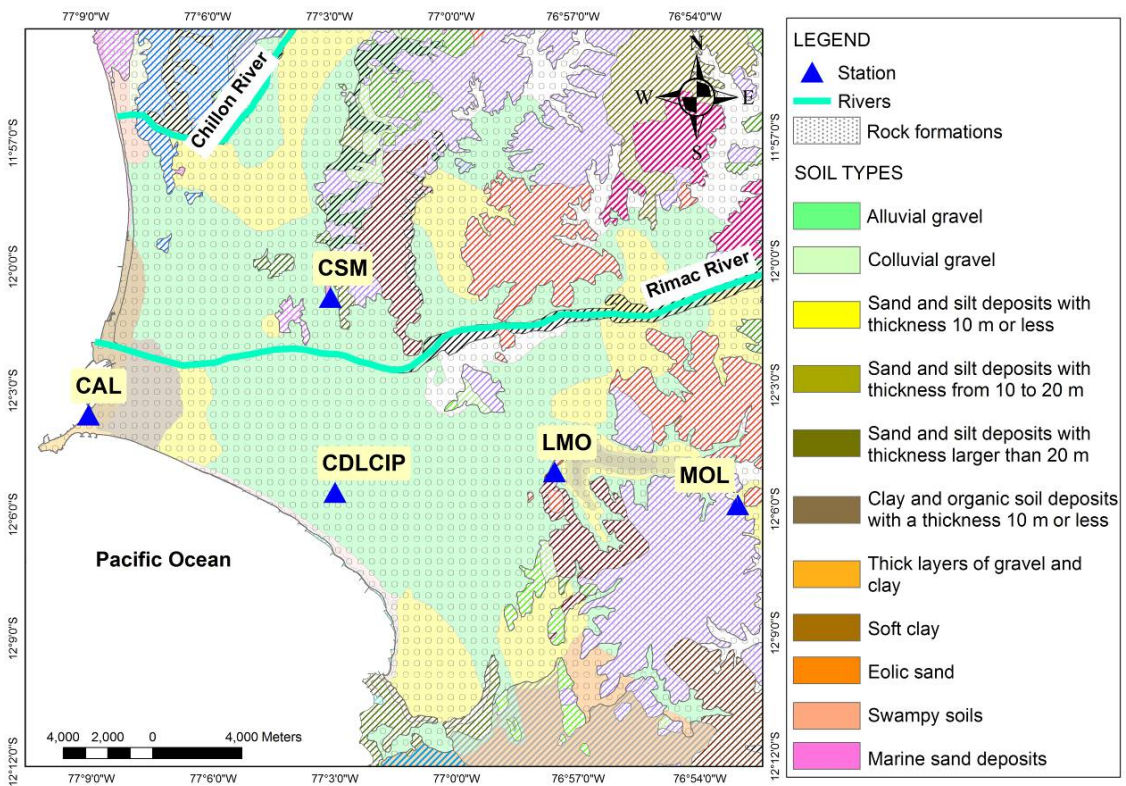 77°9'0"W 77°6'0"W 77°3'0"W 77°0'0"W 76°57'0"W 76°54'0"W
N
W E
S
Chillon River
11°57'0"S 11°57'0"S
12°0'0"S 12°0'0"S
CSM
Rimac River
12°3'0"S 12°3'0"S
CAL
LMO
CDLCIP
MOL
12°6'0"S 12°6'0"S
Pacific Ocean
12°9'0"S 12°9'0"S
4,000 2,000 0 4,000 Meters
12°12'0"S 12°12'0"S
77°9'0"W 77°6'0"W 77°3'0"W 77°0'0"W 76°57'0"W 76°54'0"W
LEGEND
Station
Rivers
Rock formations
SOIL TYPES
Alluvial gravel
Colluvial gravel
Sand and silt deposits with
thickness 10 m or less
Sand and silt deposits with
thickness from 10 to 20 m
Sand and silt deposits with
thickness larger than 20 m
Clay and organic soil deposits
with a thickness 10 m or less
Thick layers of gravel and
clay
Soft clay
Eolic sand
Swampy soils
Marine sand deposits